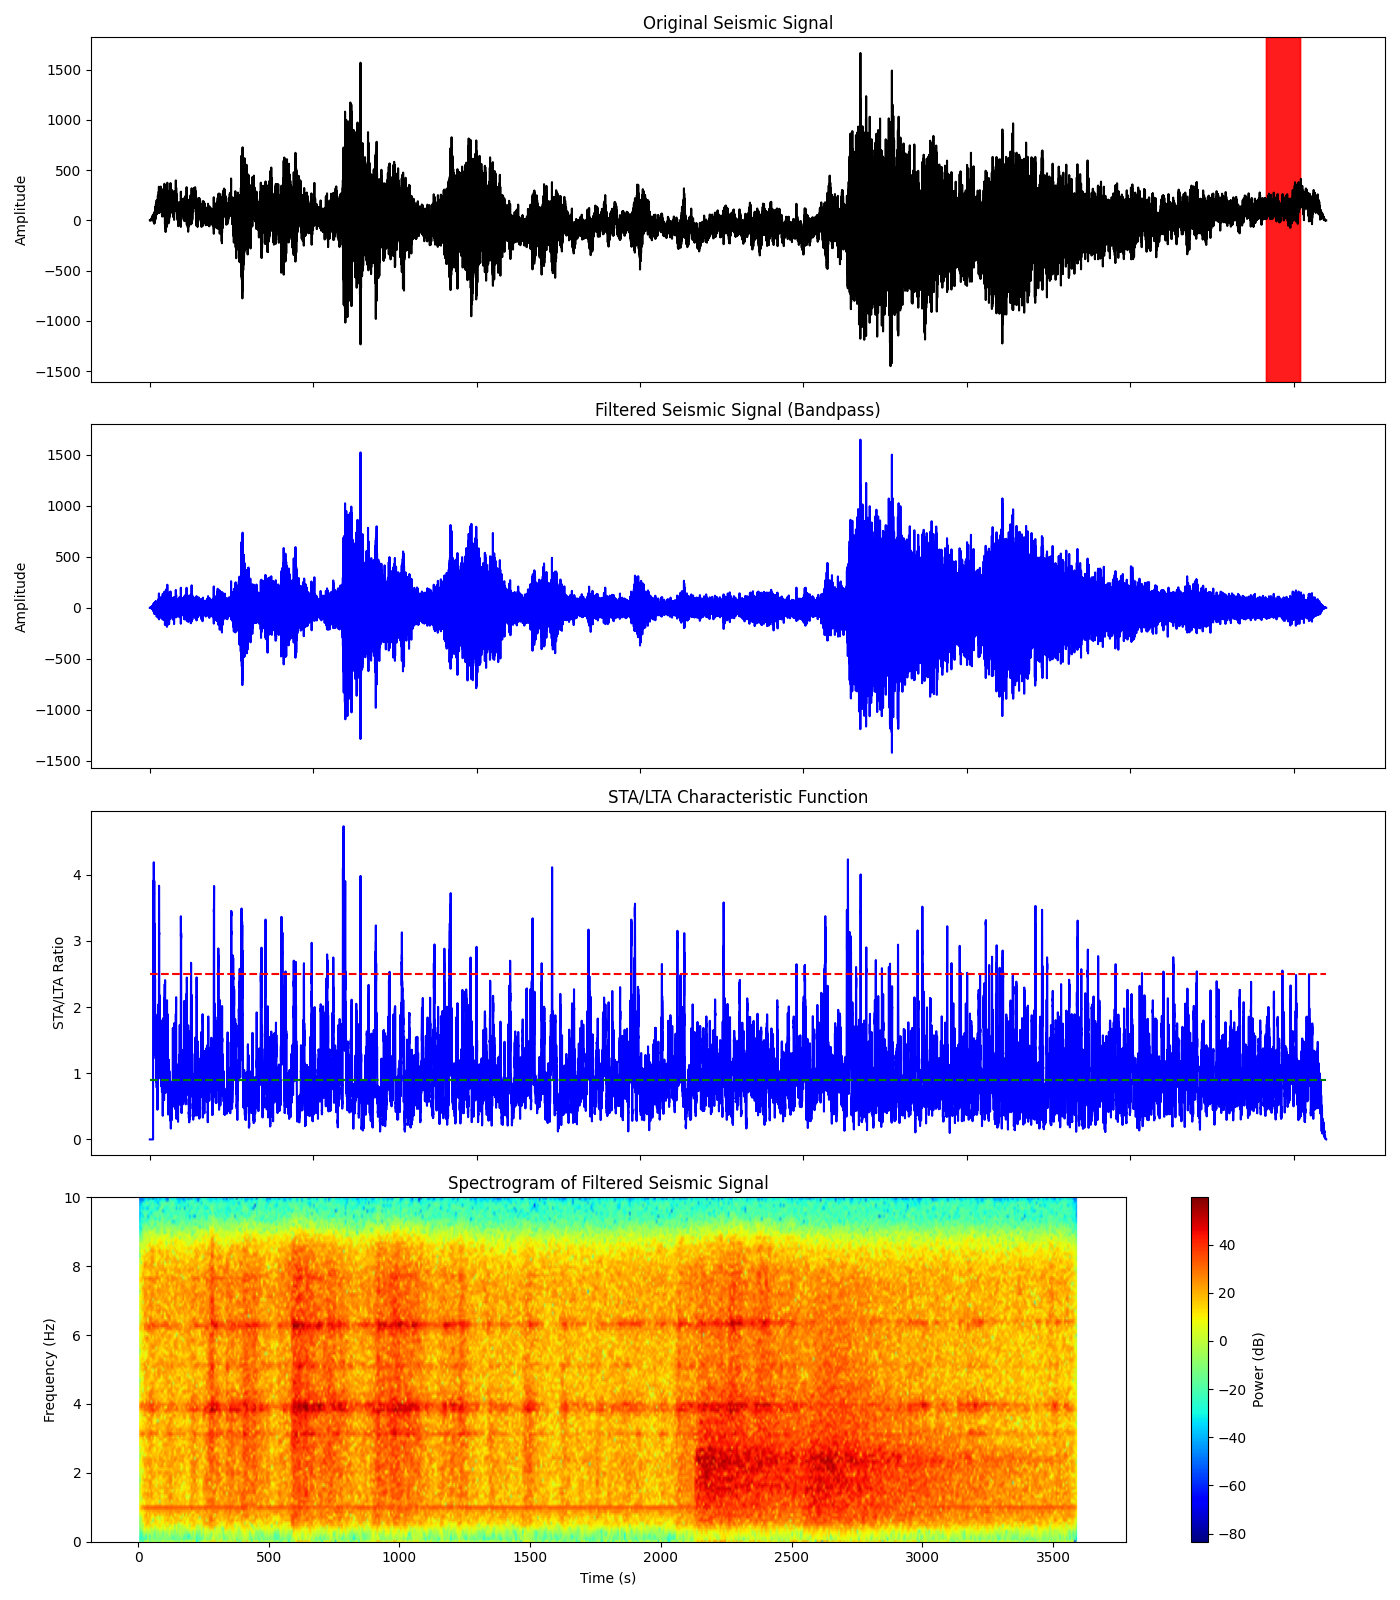 Original Seismic Signal
1500
1000
500
0
−500
−1000
−1500
Amplitude
Filtered Seismic Signal (Bandpass)
1500
1000
500
0
−500
−1000
−1500
Amplitude
STA/LTA Characteristic Function
4
3
2
1
0
STA/LTA Ratio
Spectrogram of Filtered Seismic Signal
10
8
6
4
2
0
Frequency (Hz)
0 500 1000 1500 2000 2500 3000 3500
Time (s)
40
20
0
−20
−40
−60
−80
Power (dB)